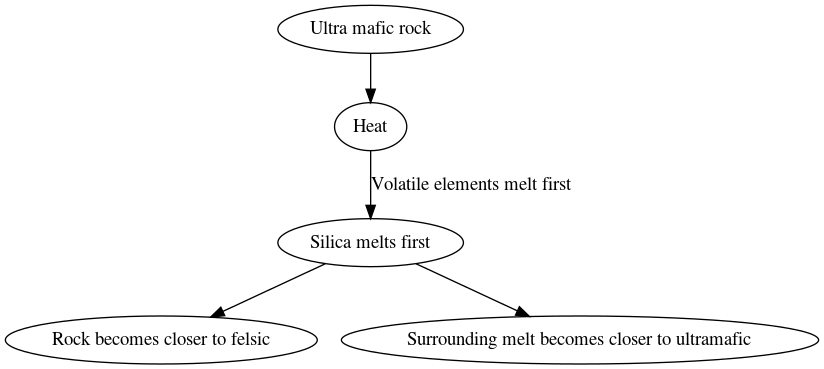 Ultra mafic rock
Heat
Volatile elements melt first
Silica melts first
Rock becomes closer to felsic
Surrounding melt becomes closer to ultramafic